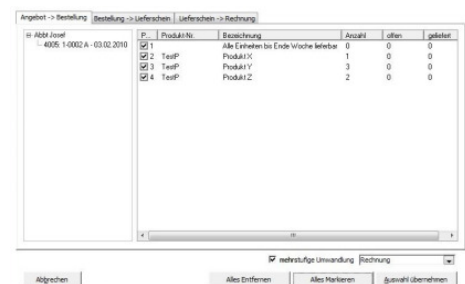 Angebot -> Bestellung Bestellung -> Lieferschein Lieferschein -> Rechnung
Abbt Josef
4005: 1-0002 A - 03.02.2010
P... Produkt-Nr. Bezeichnung Anzahl offen geliefert
1 Alle Einheiten bis Ende Woche lieferbar 0 0 0
2 TestP Produkt X 1 0 0
3 TestP Produkt Y 3 0 0
4 TestP Produkt Z 2 0 0
mehrstufige Umwandlung Rechnung
Abbrechen Alles Entfernen Alles Markieren Auswahl übernehmen